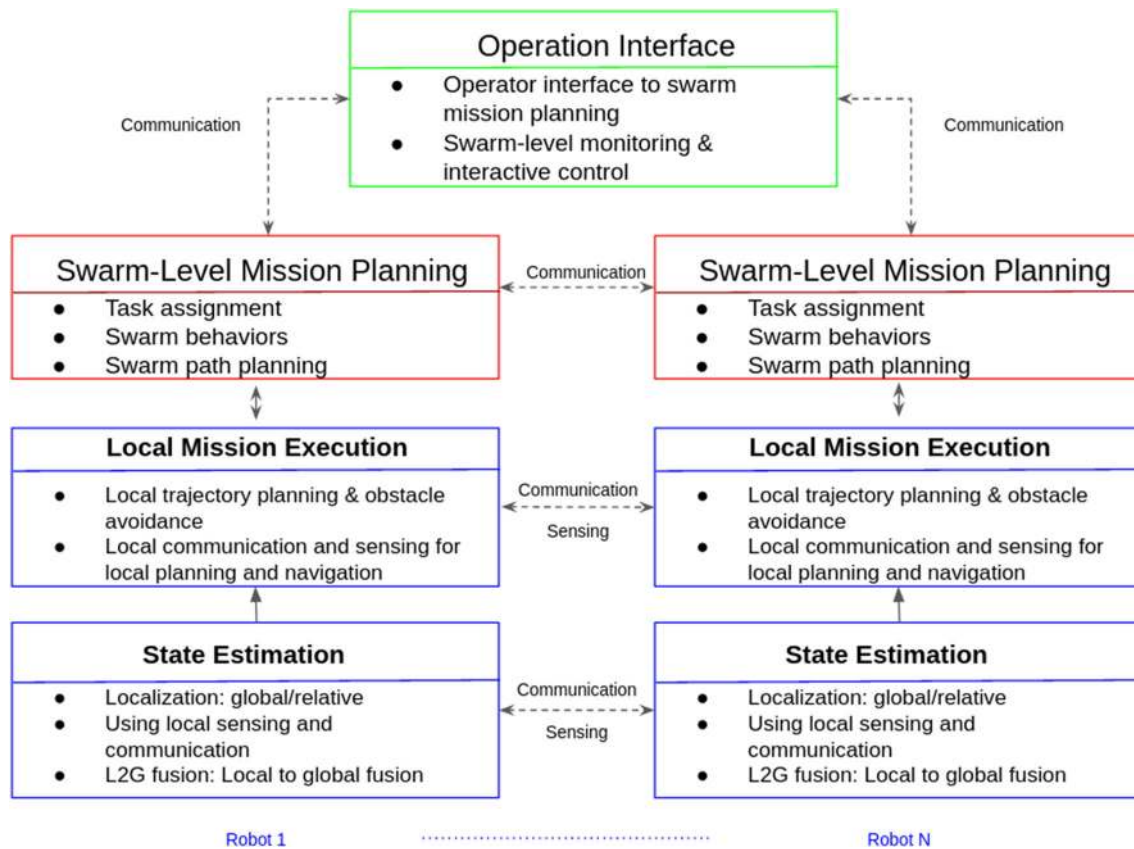 Operation Interface
● Operator interface to swarm
mission planning
● Swarm-level monitoring &
interactive control
Communication
Communication
Swarm-Level Mission Planning
● Task assignment
● Swarm behaviors
● Swarm path planning
Communication
Swarm-Level Mission Planning
● Task assignment
● Swarm behaviors
● Swarm path planning
Local Mission Execution
● Local trajectory planning & obstacle
avoidance
● Local communication and sensing for
local planning and navigation
Communication
Sensing
Local Mission Execution
● Local trajectory planning & obstacle
avoidance
● Local communication and sensing for
local planning and navigation
State Estimation
● Localization: global/relative
● Using local sensing and
communication
● L2G fusion: Local to global fusion
Communication
Sensing
State Estimation
● Localization: global/relative
● Using local sensing and
communication
● L2G fusion: Local to global fusion
Robot 1
Robot N